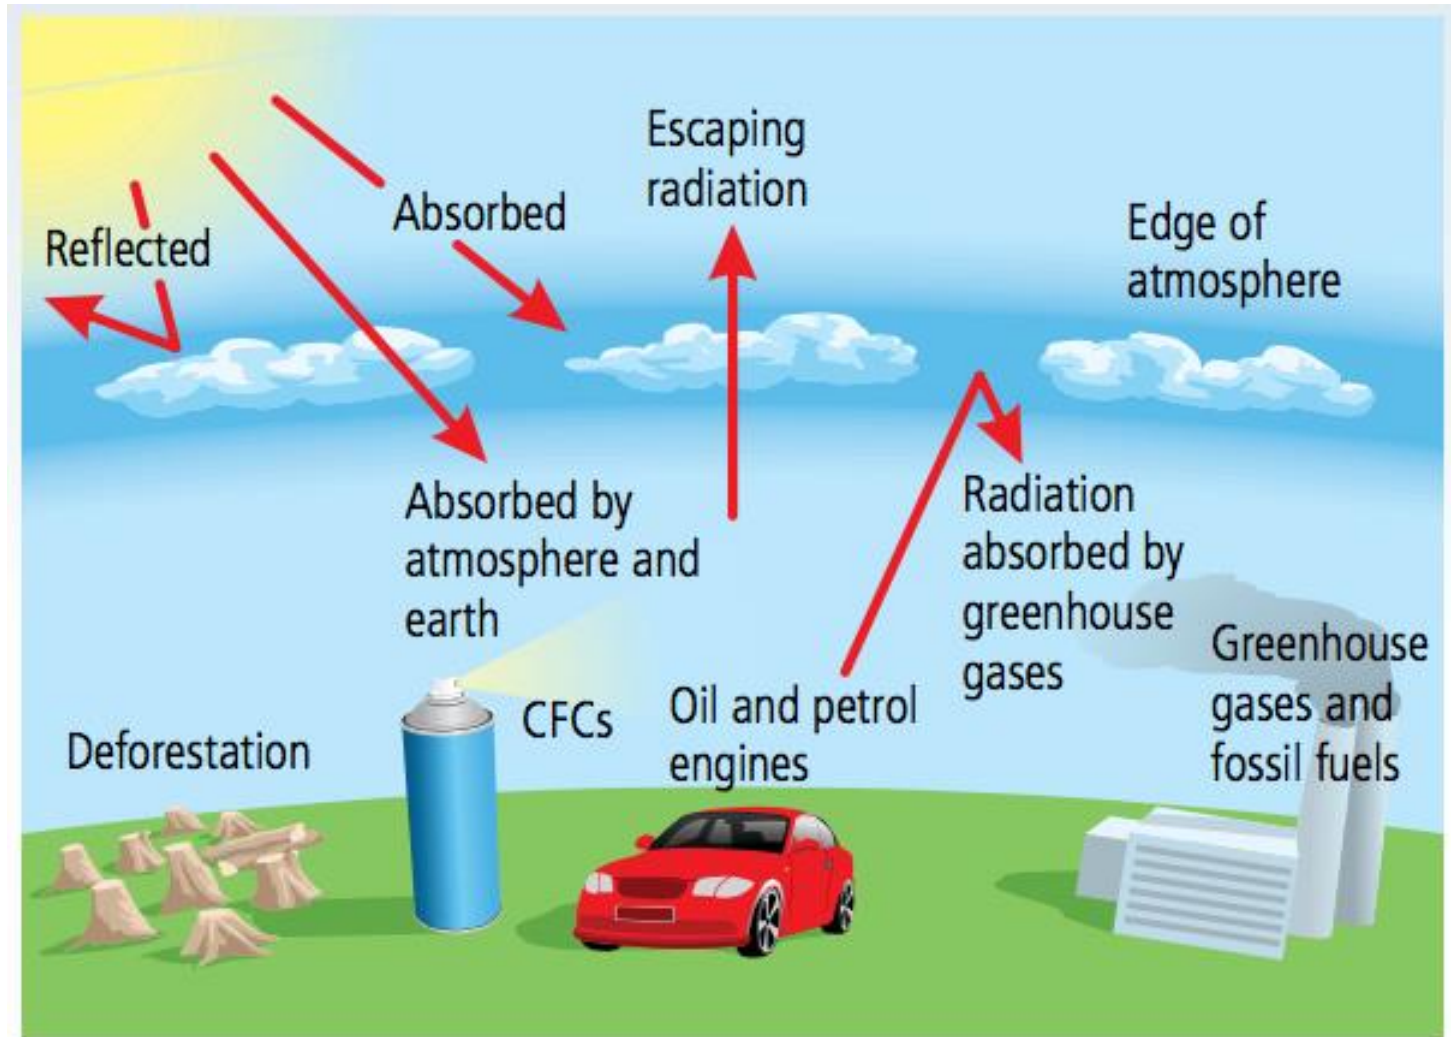 Reflected
Absorbed
Escaping
radiation
Edge of
atmosphere
Absorbed by
atmosphere and
earth
Radiation
absorbed by
greenhouse
gases
Deforestation
CFCs
Oil and petrol
engines
Greenhouse
gases and
fossil fuels